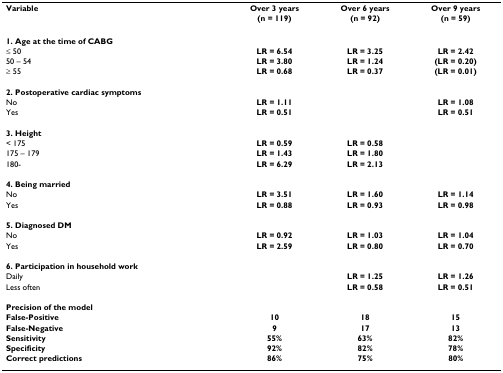 Variable Over 3 years Over 6 years Over 9 years
(n = 119) (n = 92) (n = 59)
1. Age at the time of CABG
≤ 50 LR = 6.54 LR = 3.25 LR = 2.42
50 – 54 LR = 3.80 LR = 1.24 (LR = 0.20)
≥ 55 LR = 0.68 LR = 0.37 (LR = 0.01)
2. Postoperative cardiac symptoms
No LR = 1.11 LR = 1.08
Yes LR = 0.51 LR = 0.51
3. Height
< 175 LR = 0.59 LR = 0.58
175 – 179 LR = 1.43 LR = 1.80
180- LR = 6.29 LR = 2.13
4. Being married
No LR = 3.51 LR = 1.60 LR = 1.14
Yes LR = 0.88 LR = 0.93 LR = 0.98
5. Diagnosed DM
No LR = 0.92 LR = 1.03 LR = 1.04
Yes LR = 2.59 LR = 0.80 LR = 0.70
6. Participation in household work
Daily LR = 1.25 LR = 1.26
Less often LR = 0.58 LR = 0.51
Precision of the model
False-Positive 10 18 15
False-Negative 9 17 13
Sensitivity 55% 63% 82%
Specificity 92% 82% 78%
Correct predictions 86% 75% 80%